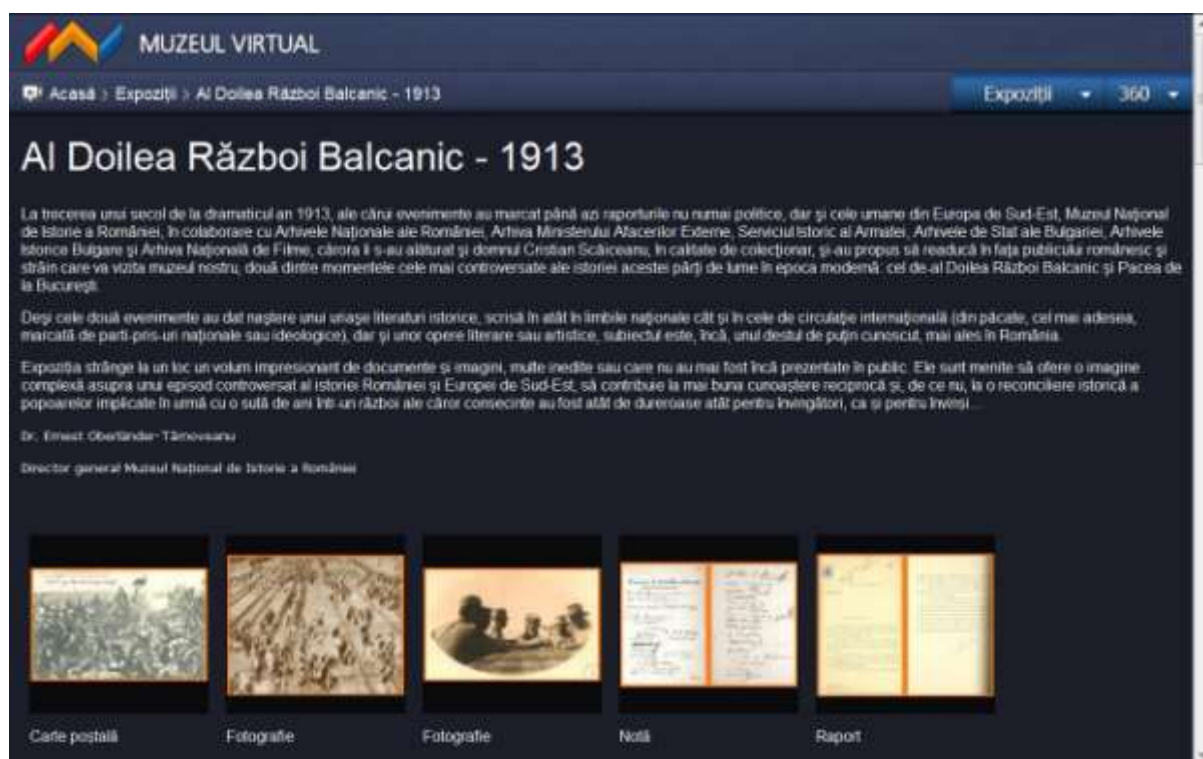 MUZEUL VIRTUAL
Acasă > Expoziții > Al Doilea Război Balcanic - 1913
Expoziții 360
Al Doilea Război Balcanic - 1913
La trecerea unui secol de la dramaticul an 1913, ale cărui evenimente au marcat până azi raporturile nu numai politice, dar și cele umane din Europa de Sud-Est, Muzeul Național
de Istorie a României, în colaborare cu Arhivele Naționale ale României, Arhiva Ministerului Afacerilor Externe, Serviciul Istoric al Armatei, Arhivele de Stat ale Bulgariei, Arhivele
Istorice Bulgare și Arhiva Națională de Filme, cărora li s-au alăturat și domnul Cristian Scăiceanu, în calitate de colecționar, și-au propus să readucă în fața publicului românesc și
străin care va vizita muzeul nostru, două dintre momentele cele mai controversate ale istoriei acestei părți de lume în epoca modernă: cel de-al Doilea Război Balcanic și Pacea de
la București.
Deși cele două evenimente au dat naștere unui uriașe literaturi istorice, scrisă în atât în limbile naționale cât și în cele de circulație internațională (din păcate, cel mai adesea,
marcată de parti-pris-uri naționale sau ideologice), dar și unor opere literare sau artistice, subiectul este, încă, unul destul de puțin cunoscut, mai ales în România.
Expoziția strânge la un loc un volum impresionant de documente și imagini, multe inedite sau care nu au mai fost încă prezentate în public. Ele sunt menite să ofere o imagine
complexă asupra unui episod controversat al istoriei României și Europei de Sud-Est, să contribuie la mai buna cunoaștere reciprocă și, de ce nu, la o reconciliere istorică a
popoarelor implicate în urmă cu o sută de ani într-un război ale căror consecințe au fost atât de dureroase atât pentru învingători, ca și pentru învinși...
Dr. Ernest Oberländer-Târnoveanu
Director general Muzeul Național de Istorie a României
Carte poștală
Fotografie
Fotografie
Notă
Raport